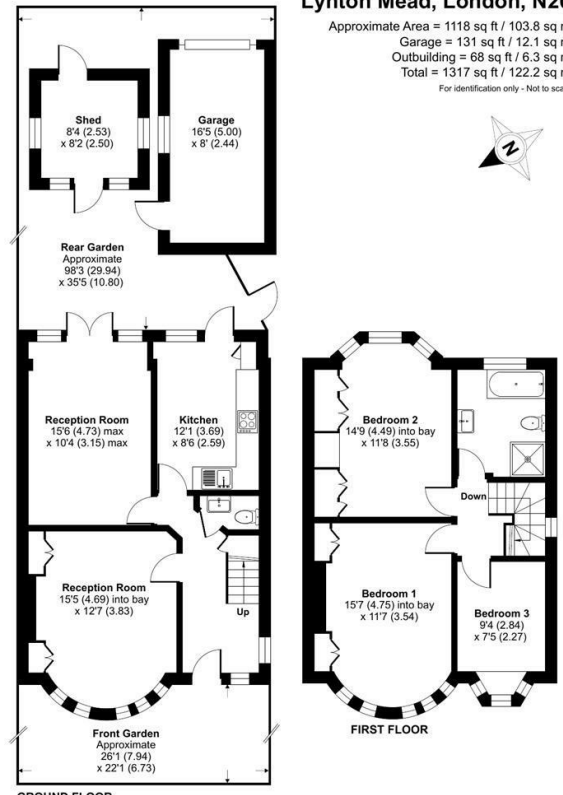 Lynton Mead, London, N20
Approximate Area = 1118 sq ft / 103.8 sq m
Garage = 131 sq ft / 12.1 sq m
Outbuilding = 68 sq ft / 6.3 sq m
Total = 1317 sq ft / 122.2 sq m
For identification only - Not to scale
N
Shed
8'4 (2.53)
x 8'2 (2.50)
Garage
16'5 (5.00)
x 8' (2.44)
Rear Garden
Approximate
98'3 (29.94)
x 35'5 (10.80)
Reception Room
15'6 (4.73) max
x 10'4 (3.15) max
Kitchen
12'1 (3.69)
x 8'6 (2.59)
Reception Room
15'5 (4.69) into bay
x 12'7 (3.83)
Up
Front Garden
Approximate
26'1 (7.94)
x 22'1 (6.73)
GROUND FLOOR
Bedroom 2
14'9 (4.49) into bay
x 11'8 (3.55)
Down
Bedroom 1
15'7 (4.75) into bay
x 11'7 (3.54)
Bedroom 3
9'4 (2.84)
x 7'5 (2.27)
FIRST FLOOR